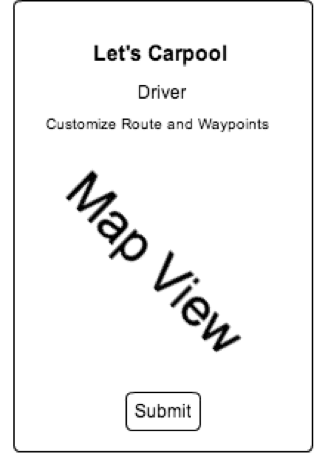 Let's Carpool
Driver
Customize Route and Waypoints
Map View
Submit